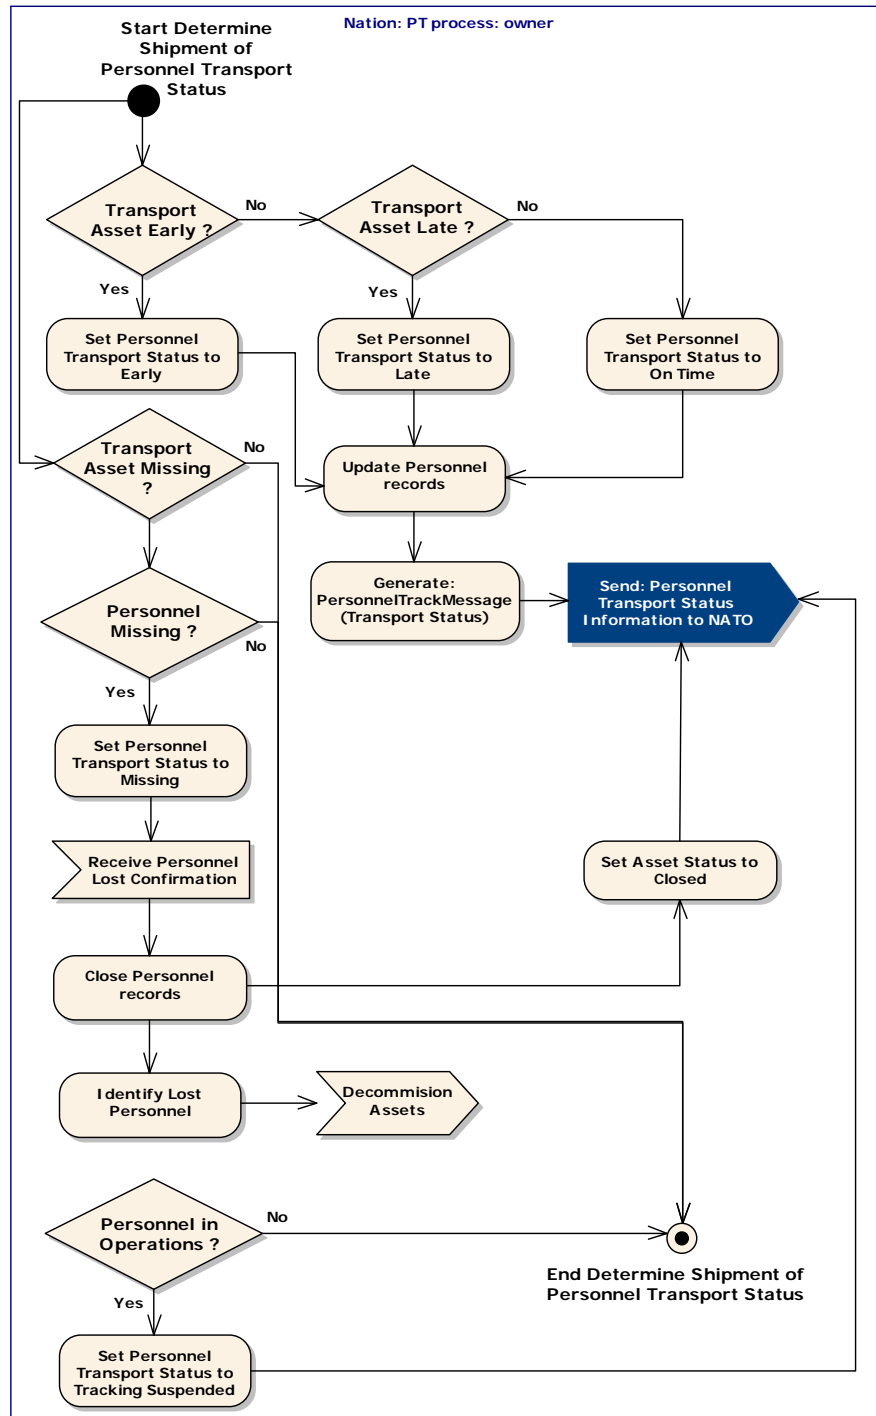 Nation: PT process: owner
Start Determine
Shipment of
Personnel Transport
Status
Transport
Asset Early ?
No
Transport
Asset Late ?
No
Yes
Yes
Set Personnel
Transport Status to
Early
Set Personnel
Transport Status to
Late
Set Personnel
Transport Status to
On Time
Transport
Asset Missing
?
No
Update Personnel
records
Generate:
PersonnelTrackMessage
(Transport Status)
Send: Personnel
Transport Status
Information to NATO
Personnel
Missing ?
No
Yes
Set Personnel
Transport Status to
Missing
Receive Personnel
Lost Confirmation
Set Asset Status to
Closed
Close Personnel
records
Identify Lost
Personnel
Decommision
Assets
Personnel in
Operations ?
No
End Determine Shipment of
Personnel Transport Status
Yes
Set Personnel
Transport Status to
Tracking Suspended